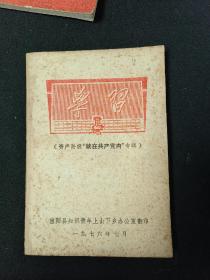 学习
(资产阶级“就在共产党内”专辑)
县知识青年上山下乡办公室翻印
一九七六年七月